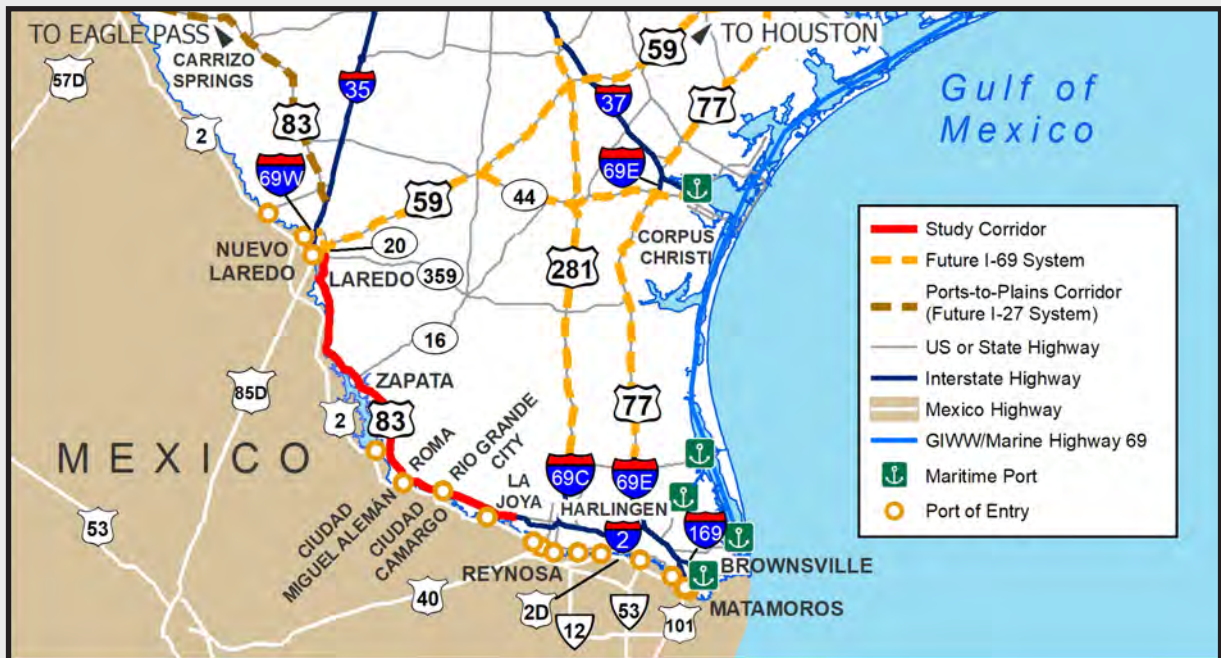 TO EAGLE PASS
CARRIZO
SPRINGS
TO HOUSTON
57D
2
83
35
37
59
77
Gulf of
Mexico
69W
59
44
69E
20
NUEVO
LAREDO
LAREDO
359
281
CORPUS
CHRISTI
16
85D
ZAPATA
2
83
77
MEXICO
ROMA
RIO GRANDE
CITY
LA
JOYA
69C
69E
HARLINGEN
2
169
53
CIUDAD
MIGUEL ALEMÁN
CIUDAD
CAMARGO
REYNOSA
BROWNSVILLE
MATAMOROS
40
2D
12
53
101
Study Corridor
Future I-69 System
Ports-to-Plains Corridor
(Future I-27 System)
US or State Highway
Interstate Highway
Mexico Highway
GIWW/Marine Highway 69
Maritime Port
Port of Entry